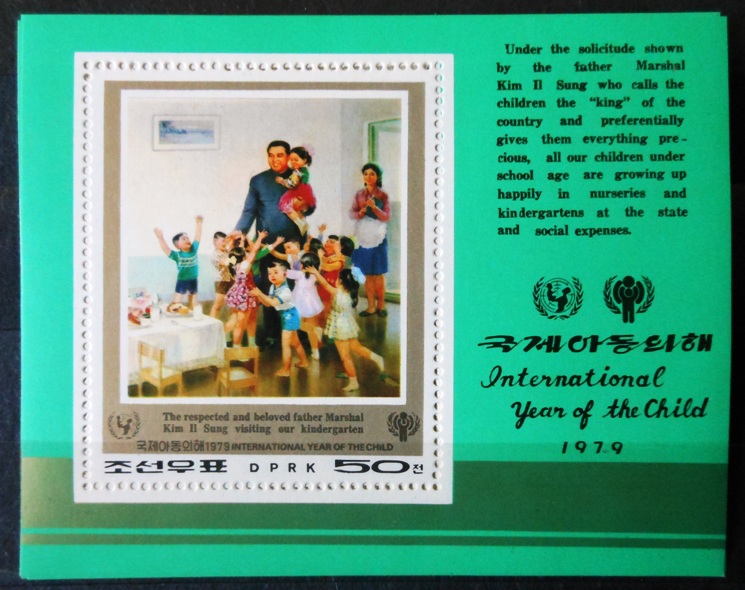 Under the solicitude shown
by the father Marshal
Kim Il Sung who calls the
children the "king" of the
country and preferentially
gives them everything pre-
cious, all our children under
school age are growing up
happily in nurseries and
kindergartens at the state
and social expenses.
국제아동의해
International
Year of the Child
1979
The respected and beloved father Marshal
Kim Il Sung visiting our kindergarten
국제아동의해1979 INTERNATIONAL YEAR OF THE CHILD
조선우표 DPRK 50전